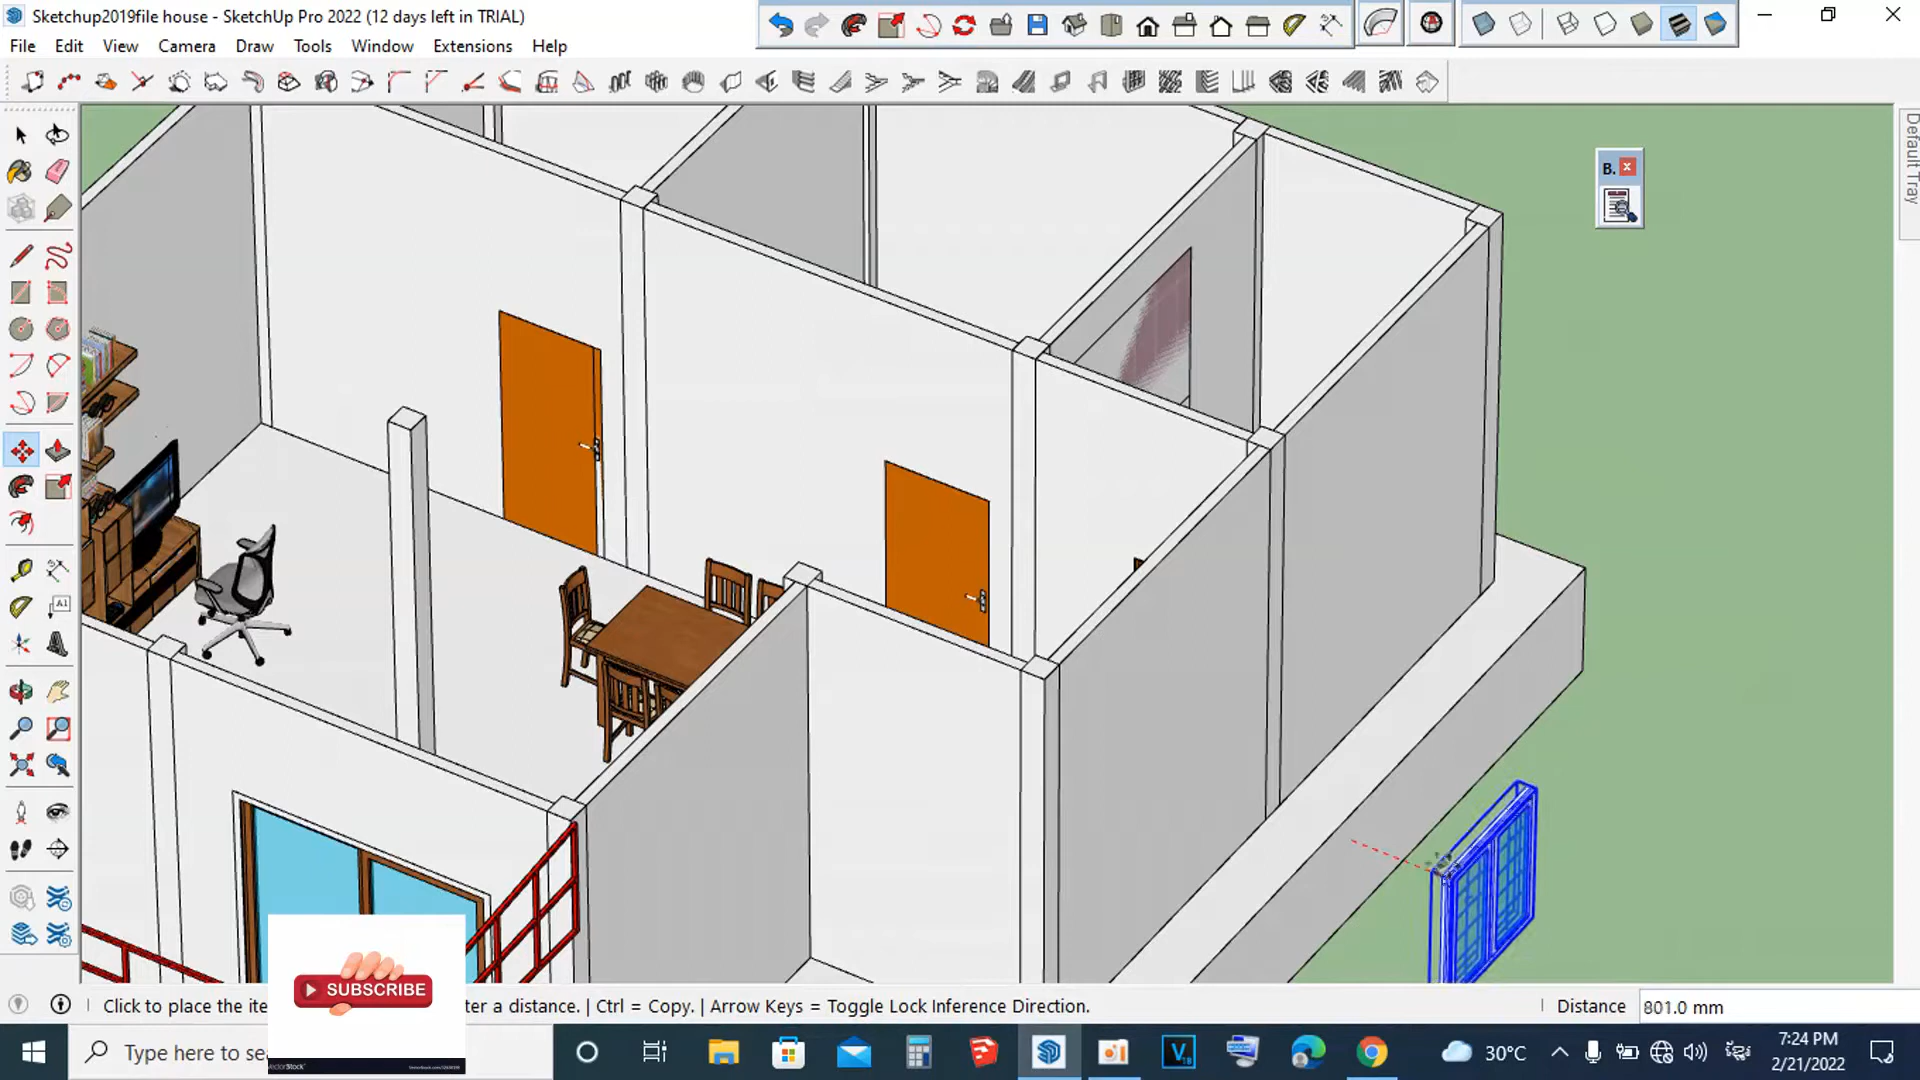 Sketchup2019file house - SketchUp Pro 2022 (12 days left in TRIAL)
File Edit View Camera Draw Tools Window Extensions Help
Default Tray
B.
A1
SUBSCRIBE
Click to place the ite ter a distance. | Ctrl = Copy. | Arrow Keys = Toggle Lock Inference Direction.
Distance 801.0 mm
Type here to sea
30°C
7:24 PM
2/21/2022